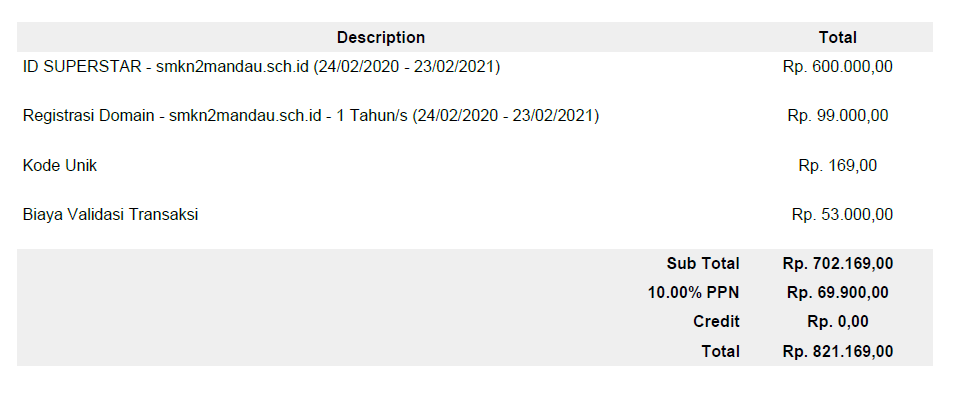 Description Total
ID SUPERSTAR - smkn2mandau.sch.id (24/02/2020 - 23/02/2021) Rp. 600.000,00
Registrasi Domain - smkn2mandau.sch.id - 1 Tahun/s (24/02/2020 - 23/02/2021) Rp. 99.000,00
Kode Unik Rp. 169,00
Biaya Validasi Transaksi Rp. 53.000,00
Sub Total Rp. 702.169,00
10.00% PPN Rp. 69.900,00
Credit Rp. 0,00
Total Rp. 821.169,00